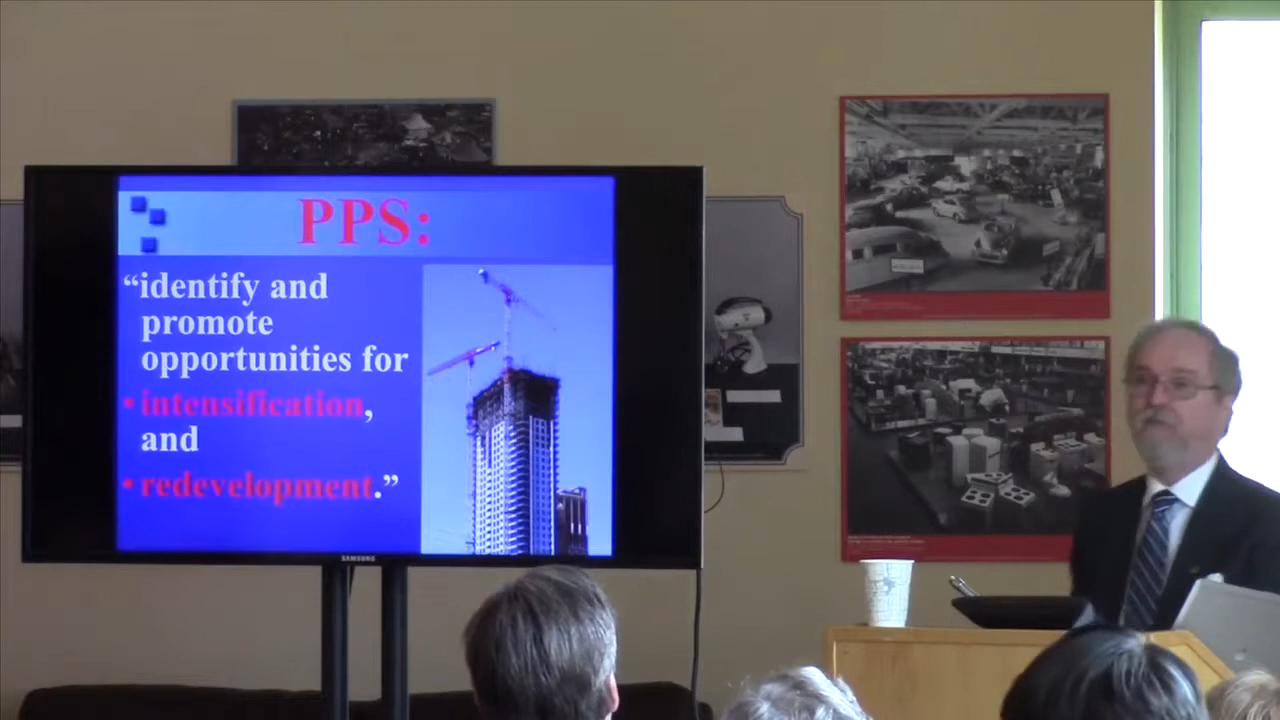 PPS:
“identify and
promote
opportunities for
• intensification,
and
• redevelopment.”
SAMSUNG